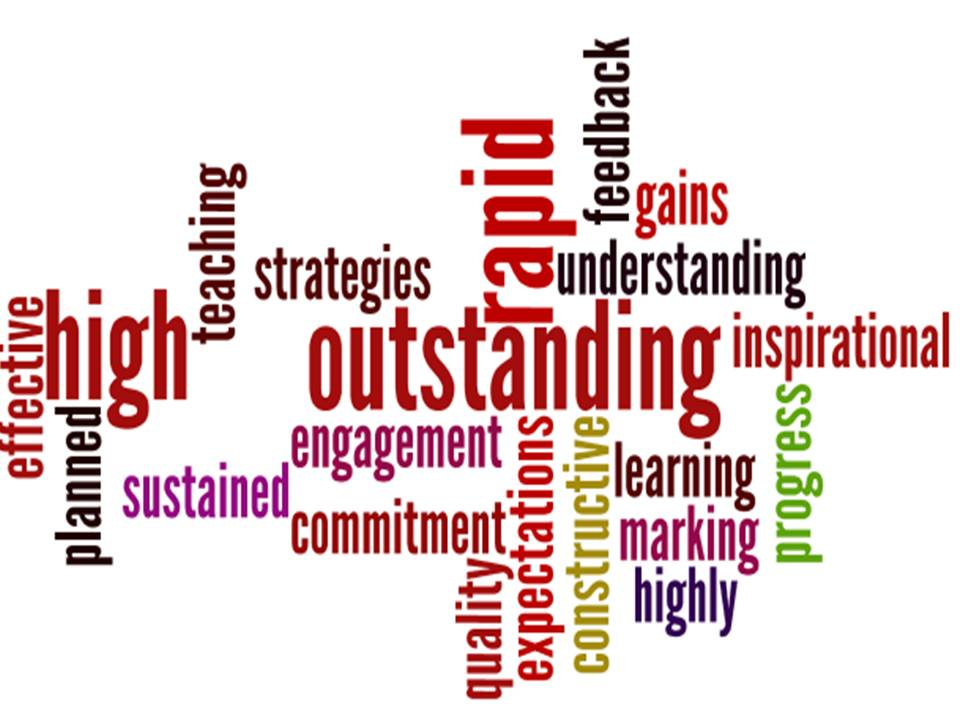 feedback
rapid
gains
teaching
strategies
understanding
effective
high
outstanding
inspirational
planned
engagement
progress
sustained
expectations
constructive
learning
commitment
marking
quality
highly